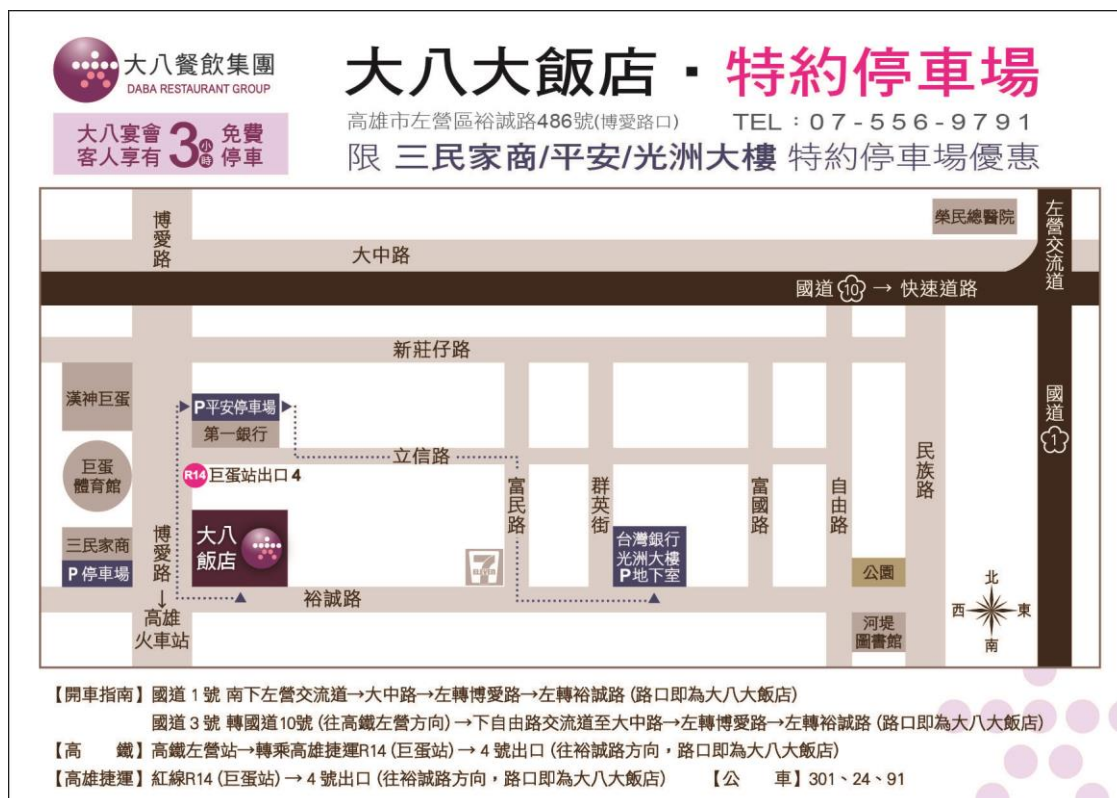 大八餐飲集團
DABA RESTAURANT GROUP
大八宴會
客人享有
3小時
免費
停車
大八大飯店・特約停車場
高雄市左營區裕誠路486號(博愛路口)
TEL：07-556-9791
限 三民家商/平安/光洲大樓 特約停車場優惠
博愛路
大中路
榮民總醫院
左營交流道
國道 10 → 快速道路
新莊仔路
漢神巨蛋
P平安停車場
第一銀行
國道 1
立信路
民族路
巨蛋
體育館
R14 巨蛋站出口 4
富民路
群英街
富國路
自由路
三民家商
P 停車場
博愛路
↓
高雄
火車站
大八
飯店
7
ELEVEN
台灣銀行
光洲大樓
P地下室
公園
裕誠路
河堤
圖書館
北
西
東
南
【開車指南】國道 1 號 南下左營交流道→大中路→左轉博愛路→左轉裕誠路 (路口即為大八大飯店)
國道 3 號 轉國道10號 (往高鐵左營方向) →下自由路交流道至大中路→左轉博愛路→左轉裕誠路 (路口即為大八大飯店)
【高　　鐵】高鐵左營站→轉乘高雄捷運R14 (巨蛋站) → 4 號出口 (往裕誠路方向，路口即為大八大飯店)
【高雄捷運】紅線R14 (巨蛋站) → 4 號出口 (往裕誠路方向，路口即為大八大飯店)　【公　　車】301、24、91